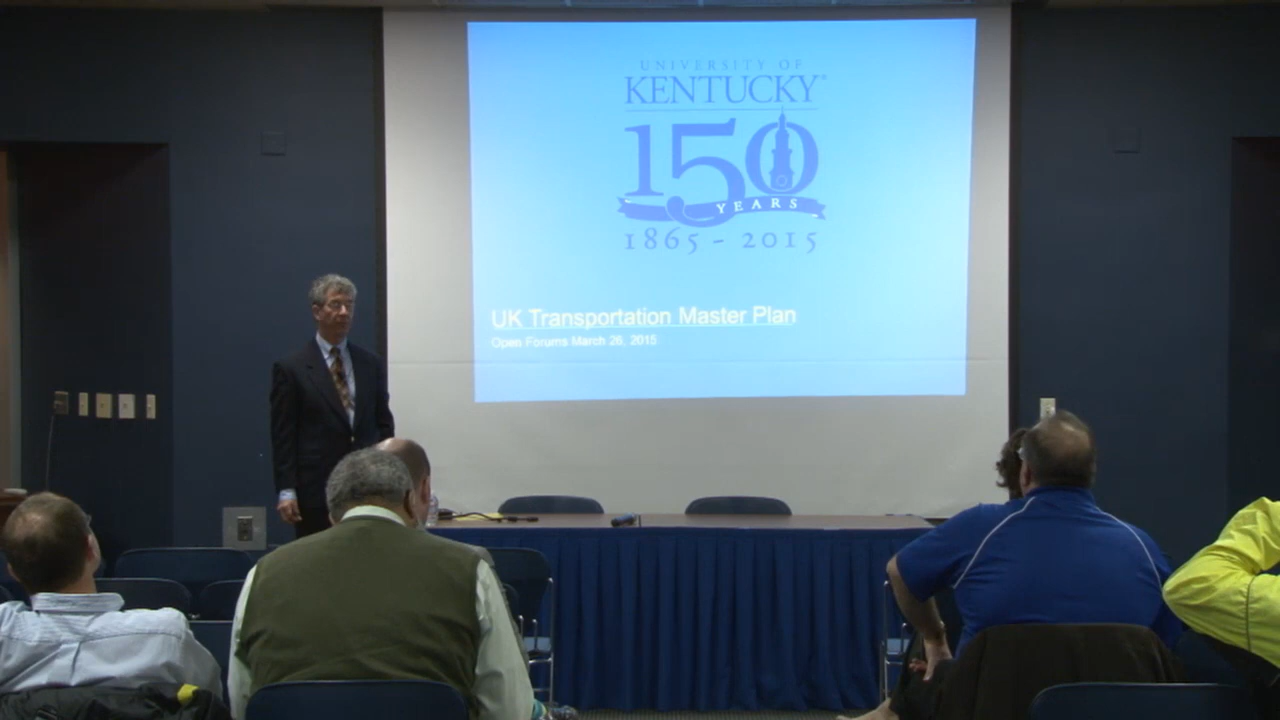 UNIVERSITY OF
KENTUCKY®
150
YEARS
1865 - 2015
UK Transportation Master Plan
Open Forums March 26, 2015